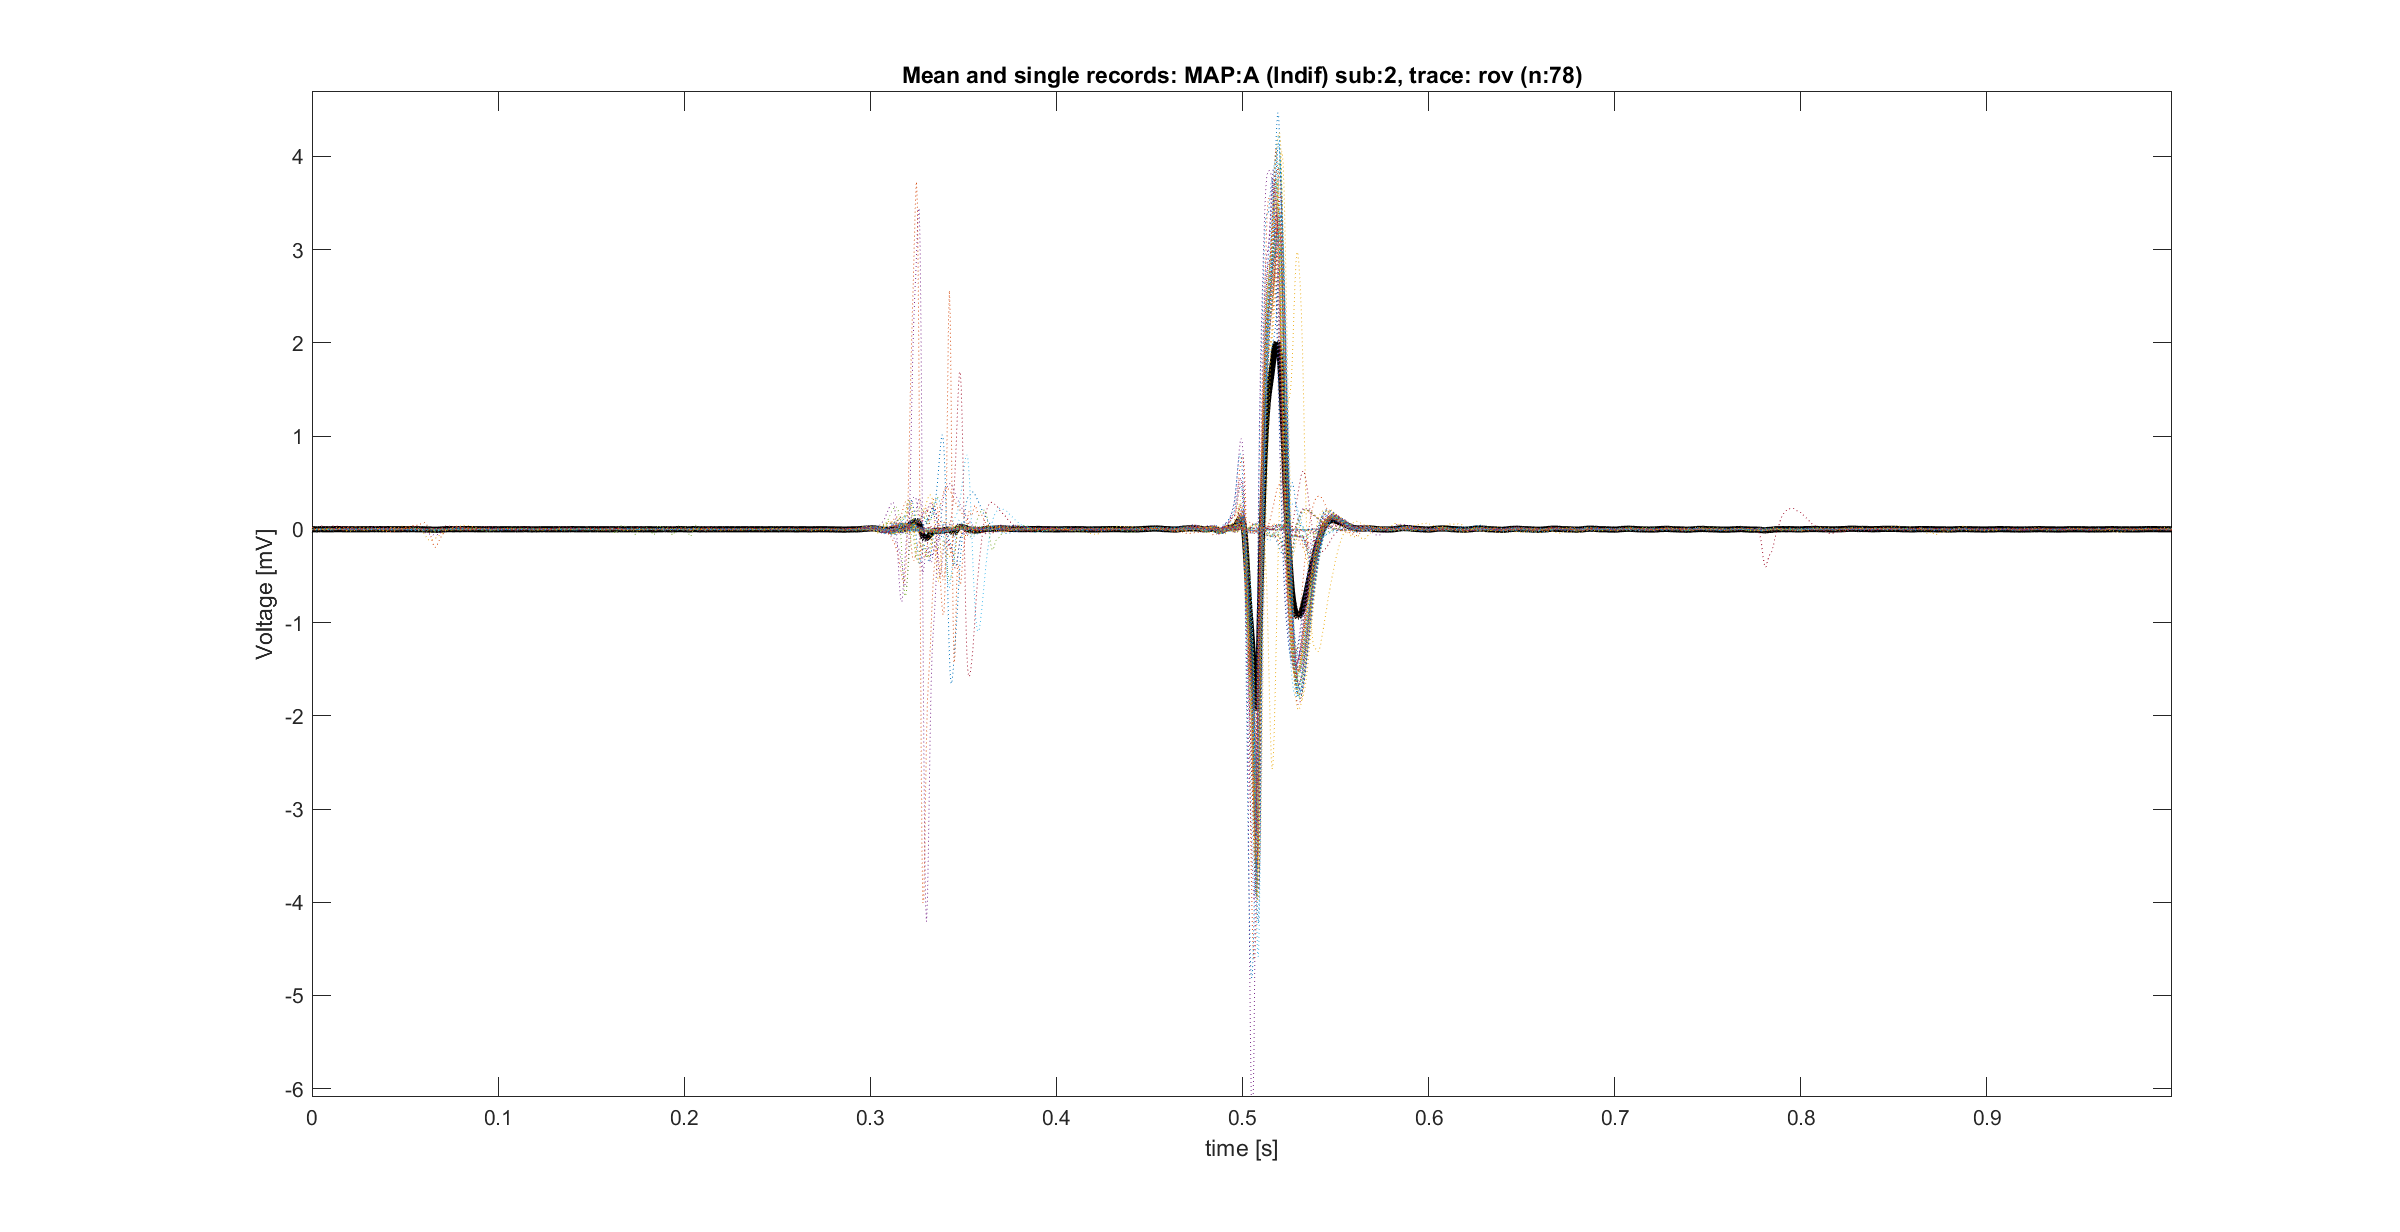 Mean and single records: MAP:A (Indif) sub:2, trace: rov (n:78)
4
3
2
1
0
-1
-2
-3
-4
-5
-6
Voltage [mV]
0 0.1 0.2 0.3 0.4 0.5 0.6 0.7 0.8 0.9
time [s]